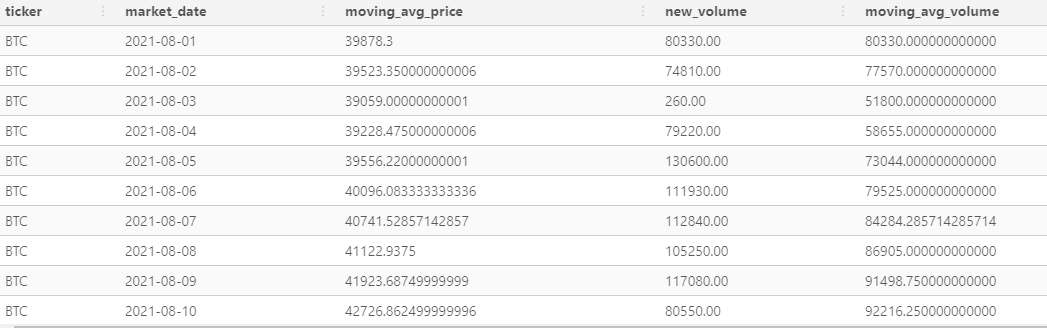 ticker market_date moving_avg_price new_volume moving_avg_volume
BTC 2021-08-01 39878.3 80330.00 80330.000000000000
BTC 2021-08-02 39523.350000000006 74810.00 77570.000000000000
BTC 2021-08-03 39059.00000000001 260.00 51800.000000000000
BTC 2021-08-04 39228.475000000006 79220.00 58655.000000000000
BTC 2021-08-05 39556.22000000001 130600.00 73044.000000000000
BTC 2021-08-06 40096.083333333336 111930.00 79525.000000000000
BTC 2021-08-07 40741.52857142857 112840.00 84284.285714285714
BTC 2021-08-08 41122.9375 105250.00 86905.000000000000
BTC 2021-08-09 41923.68749999999 117080.00 91498.750000000000
BTC 2021-08-10 42726.862499999996 80550.00 92216.250000000000